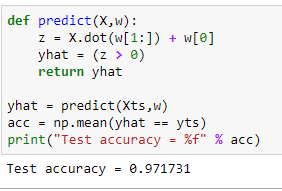 def predict(X,w):
    z = X.dot(w[1:]) + w[0]
    yhat = (z > 0)
    return yhat
yhat = predict(Xts,w)
acc = np.mean(yhat == yts)
print("Test accuracy = %f" % acc)
Test accuracy = 0.971731